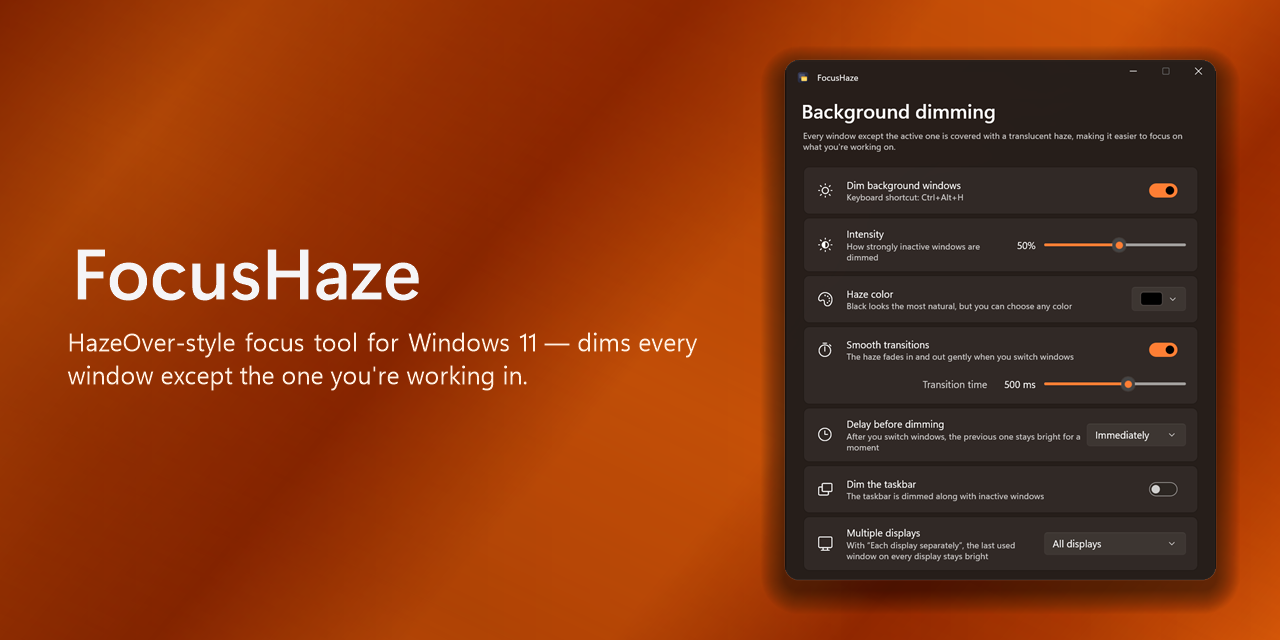 FocusHaze
HazeOver-style focus tool for Windows 11 — dims every
window except the one you're working in.
FocusHaze
Background dimming
Every window except the active one is covered with a translucent haze, making it easier to focus on
what you're working on.
Dim background windows
Keyboard shortcut: Ctrl+Alt+H
Intensity
How strongly inactive windows are
dimmed
50%
Haze color
Black looks the most natural, but you can choose any color
Smooth transitions
The haze fades in and out gently when you switch windows
Transition time 500 ms
Delay before dimming
After you switch windows, the previous one stays bright for a
moment
Immediately
Dim the taskbar
The taskbar is dimmed along with inactive windows
Multiple displays
With "Each display separately", the last used
window on every display stays bright
All displays